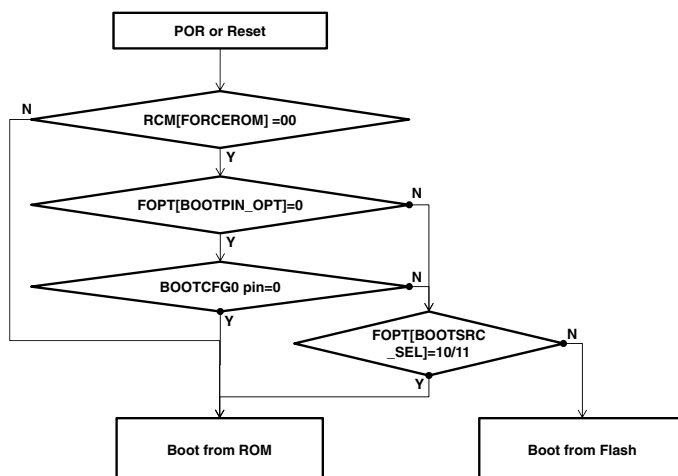 POR or Reset
N
RCM[FORCEROM] =00
Y
N
FOPT[BOOTPIN_OPT]=0
Y
BOOTCFG0 pin=0
N
Y
FOPT[BOOTSRC
_SEL]=10/11
N
Y
Boot from ROM
Boot from Flash